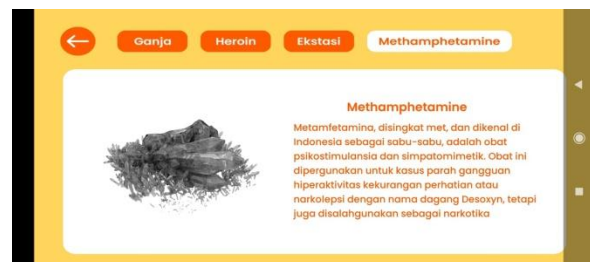 Ganja Heroin Ekstasi Methamphetamine
Methamphetamine
Metamfetamina, disingkat met, dan dikenal di
Indonesia sebagai sabu-sabu, adalah obat
psikostimulansia dan simpatomimetik. Obat ini
dipergunakan untuk kasus parah gangguan
hiperaktivitas kekurangan perhatian atau
narkolepsi dengan nama dagang Desoxyn, tetapi
juga disalahgunakan sebagai narkotika